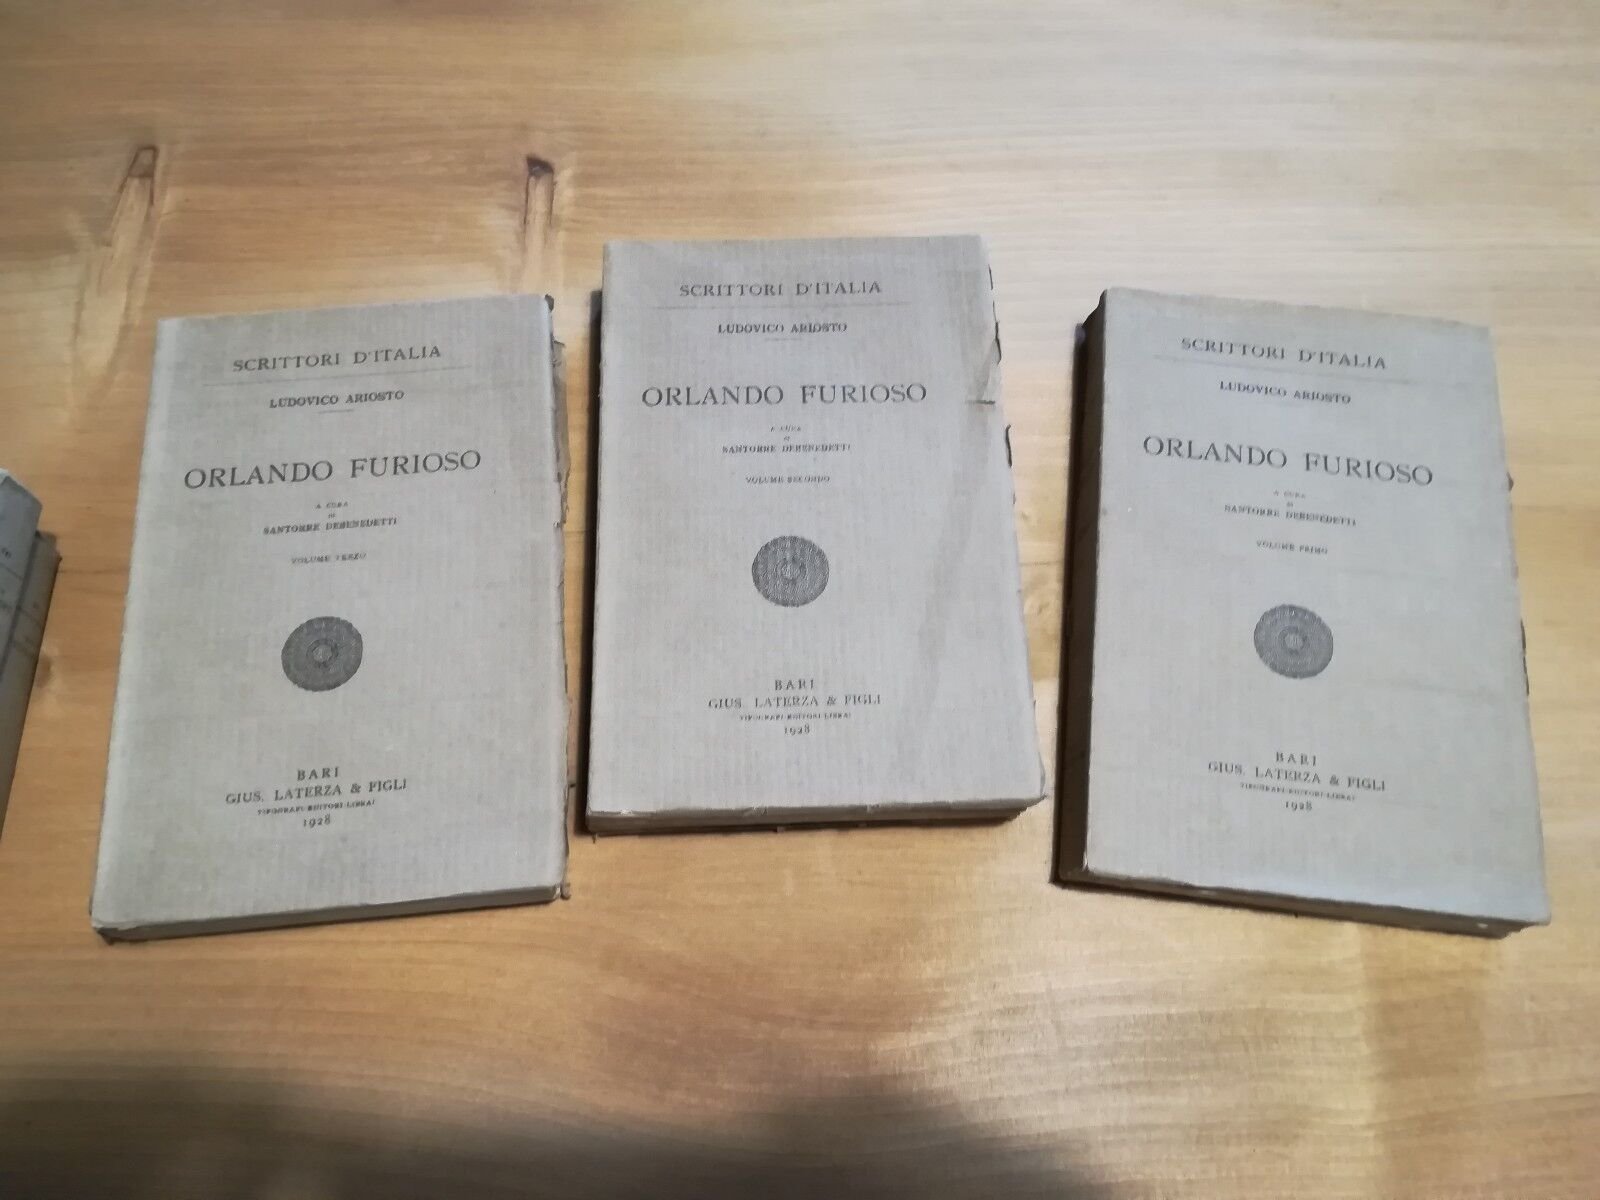 SCRITTORI D'ITALIA
LUDOVICO ARIOSTO
ORLANDO FURIOSO
A CURA
DI
SANTORRE DEBENEDETTI
VOLUME TERZO
BARI
GIUS. LATERZA & FIGLI
TIPOGRAFI-EDITORI-LIBRAI
1928
SCRITTORI D'ITALIA
LUDOVICO ARIOSTO
ORLANDO FURIOSO
A CURA
DI
SANTORRE DEBENEDETTI
VOLUME SECONDO
BARI
GIUS. LATERZA & FIGLI
TIPOGRAFI-EDITORI-LIBRAI
1928
SCRITTORI D'ITALIA
LUDOVICO ARIOSTO
ORLANDO FURIOSO
A CURA
DI
SANTORRE DEBENEDETTI
VOLUME PRIMO
BARI
GIUS. LATERZA & FIGLI
TIPOGRAFI-EDITORI-LIBRAI
1928